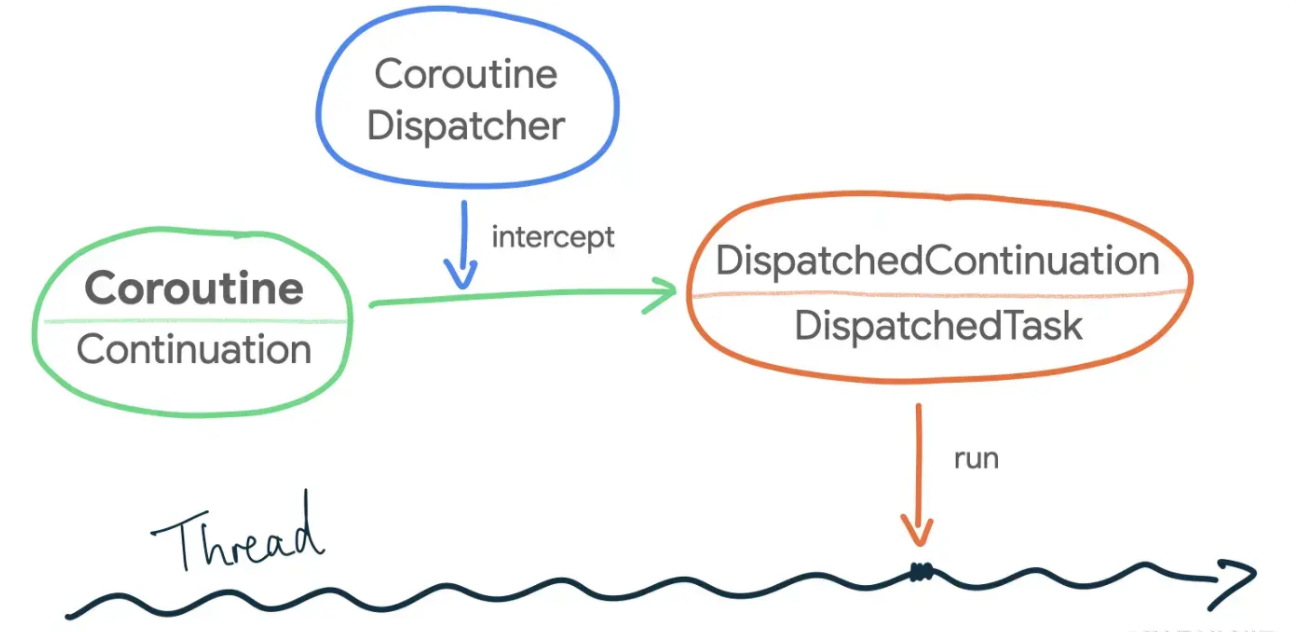 Coroutine
Dispatcher
intercept
Coroutine
Continuation
DispatchedContinuation
DispatchedTask
run
Thread